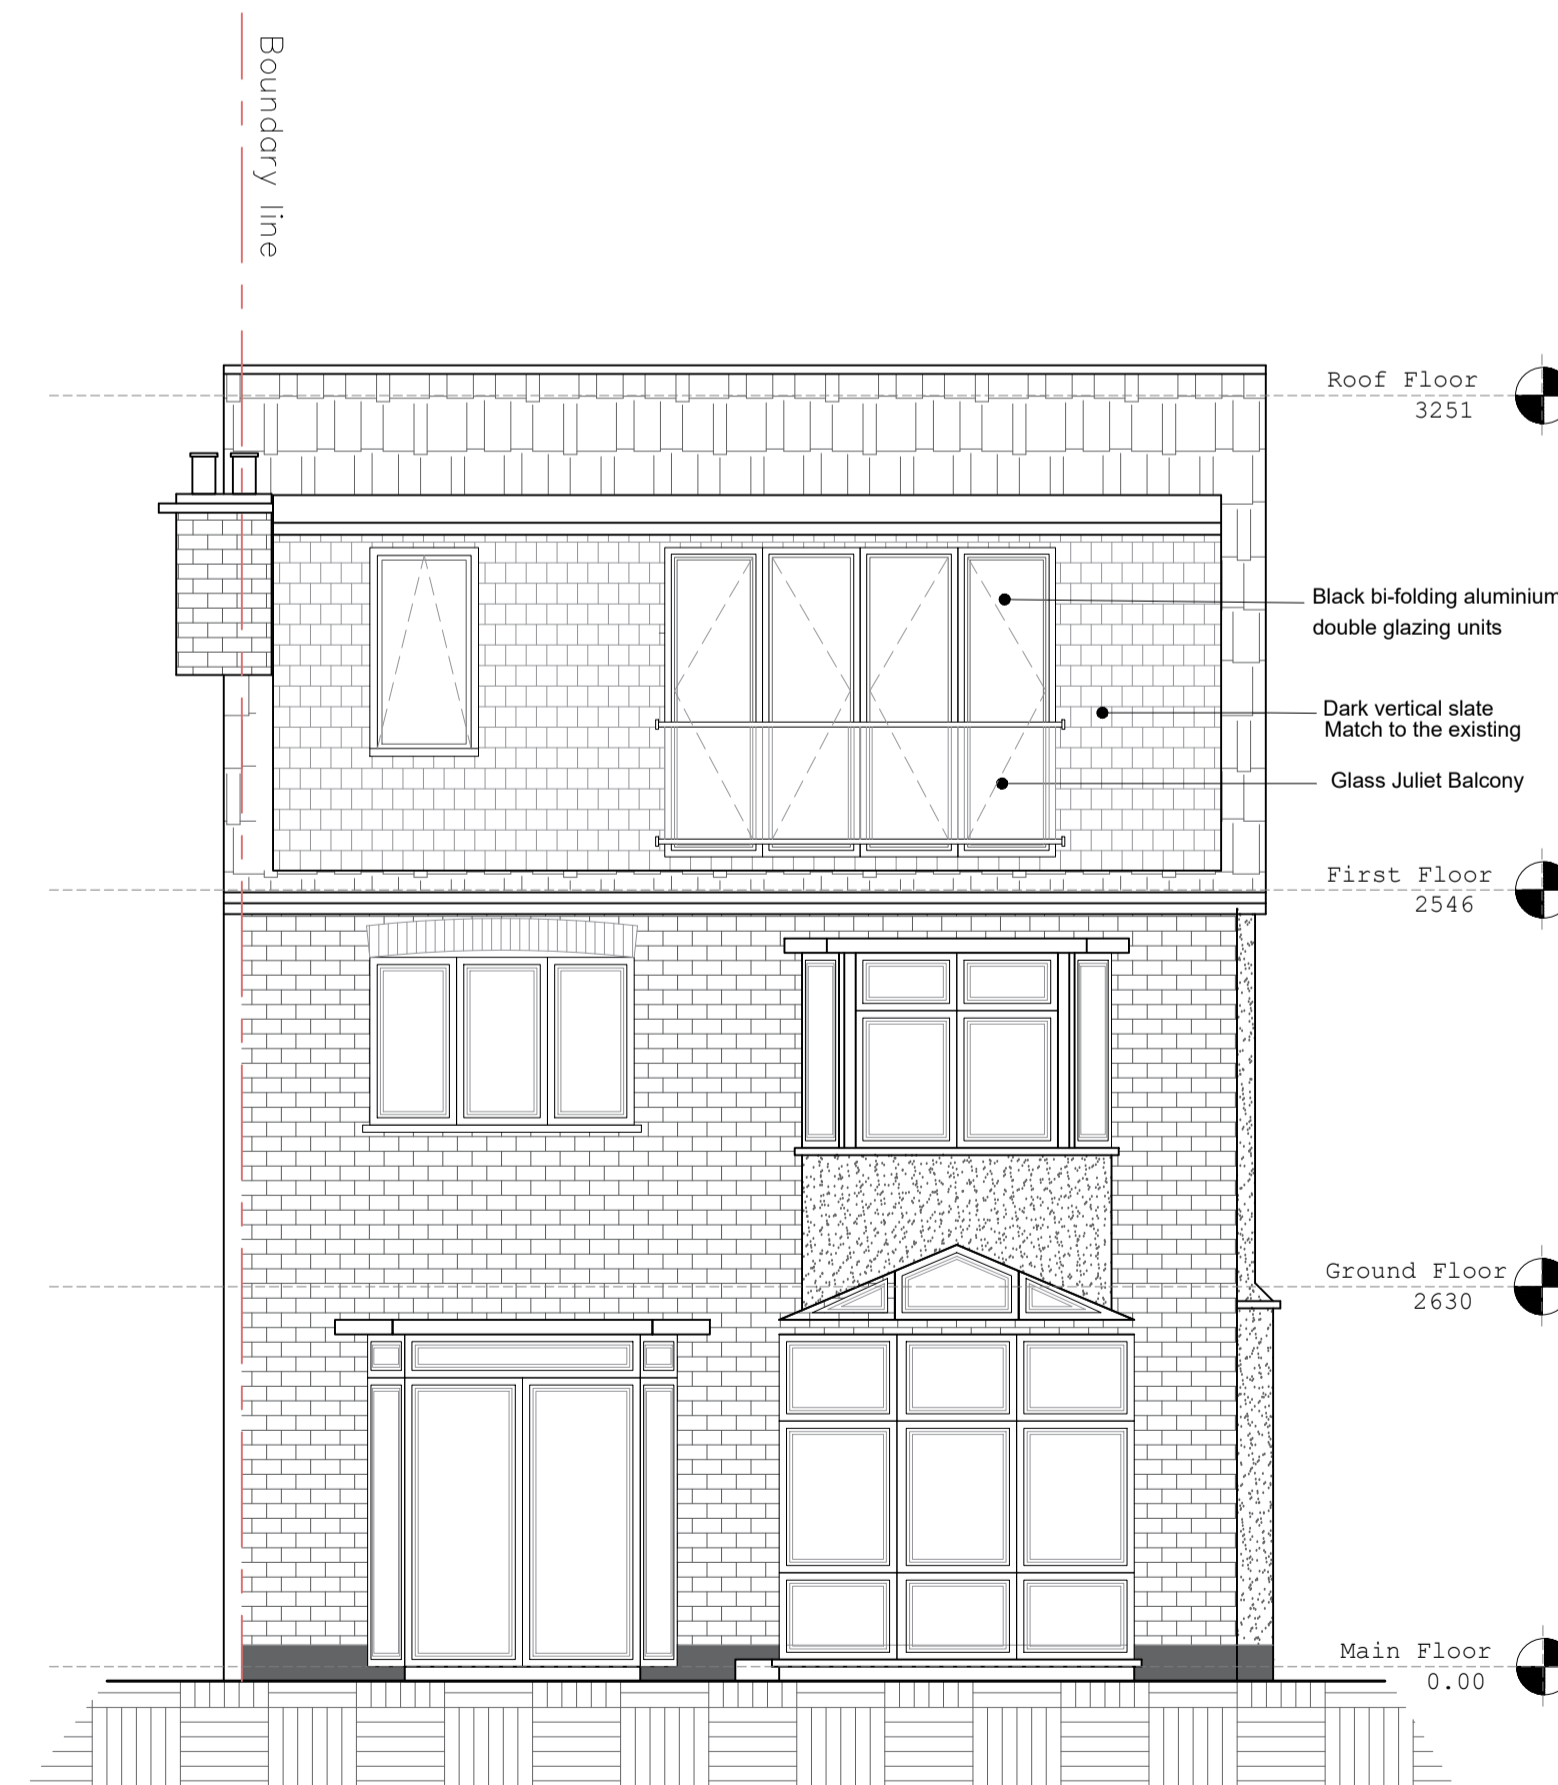 Boundary line
Roof Floor
3251
Black bi-folding aluminium
double glazing units
Dark vertical slate
Match to the existing
Glass Juliet Balcony
First Floor
2546
Ground Floor
2630
Main Floor
0.00